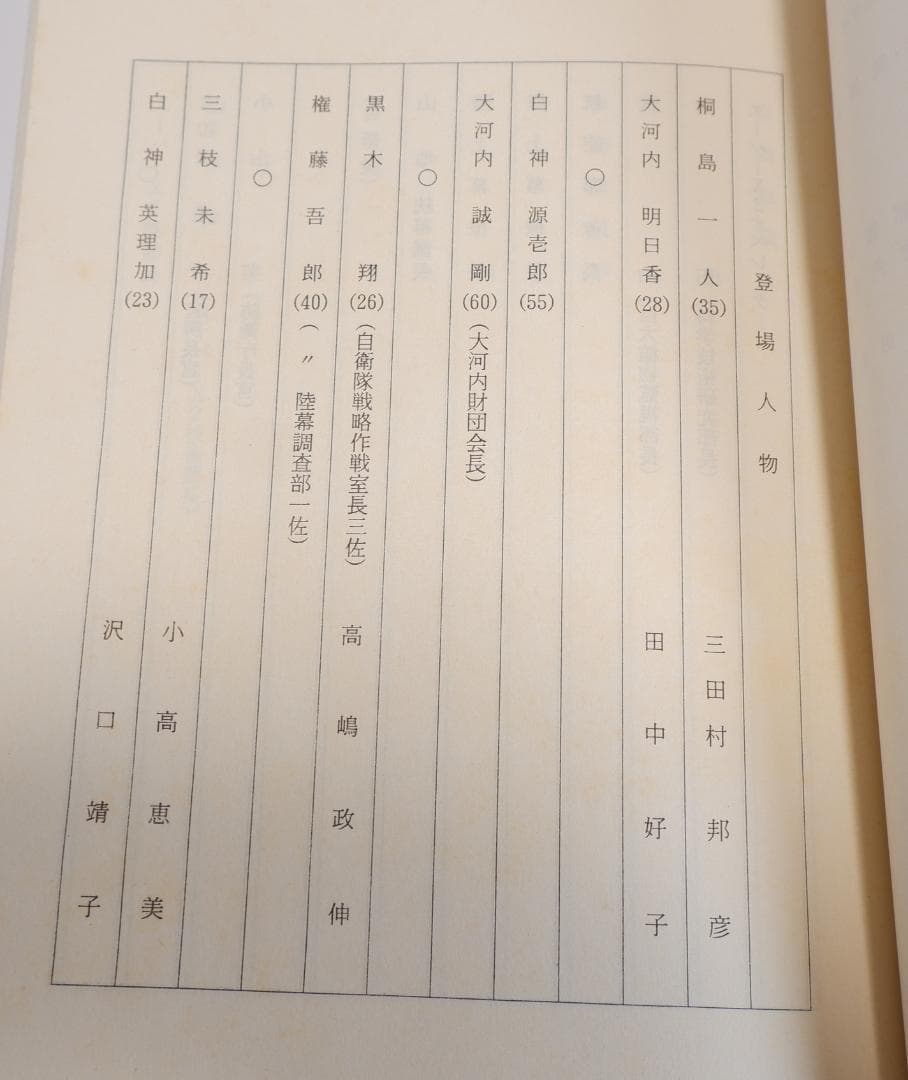 登場人物
桐島一人(35) 三田村邦彦
大河内明日香(28) 田中好子
○
白神源壱郎(55)
大河内誠剛(60)(大河内財団会長)
○
黒木翔(26)(自衛隊戦略作戦室長三佐) 高嶋政伸
権藤吾郎(40)(〃陸幕調査部一佐)
○
三枝未希(17) 小高恵美
白神英理加(23) 沢口靖子